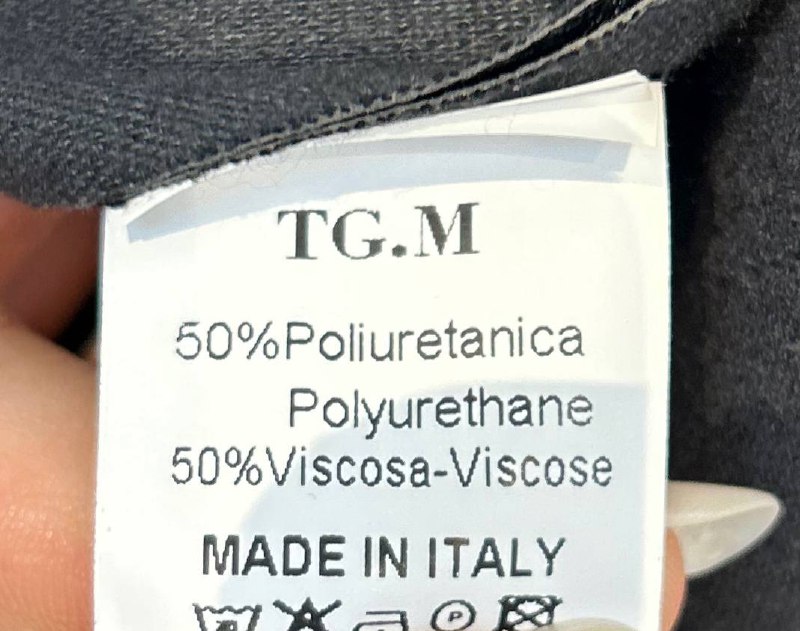 TG.M
50%Poliuretanica
Polyurethane
50%Viscosa-Viscose
MADE IN ITALY
P